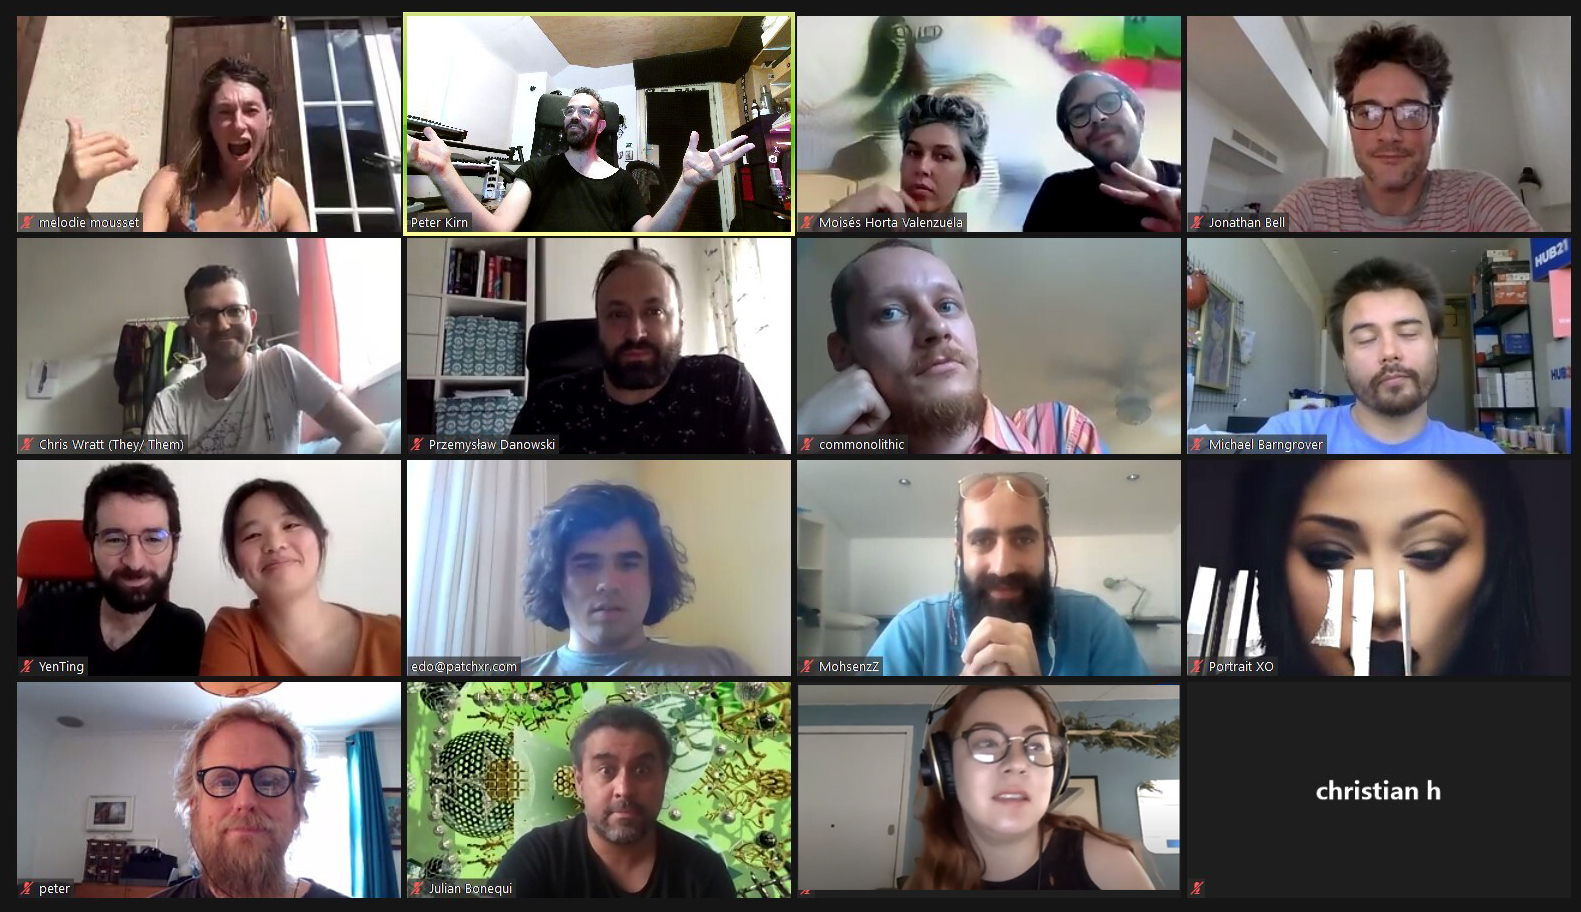 melodie mousset
Peter Kirn
Moisés Horta Valenzuela
Jonathan Bell
Chris Wratt (They/ Them)
Przemysław Danowski
commonolithic
HUB21
Michael Barngrover
YenTing
edo@patchxr.com
MohsenzZ
Portrait XO
peter
Julian Bonequi
christian h